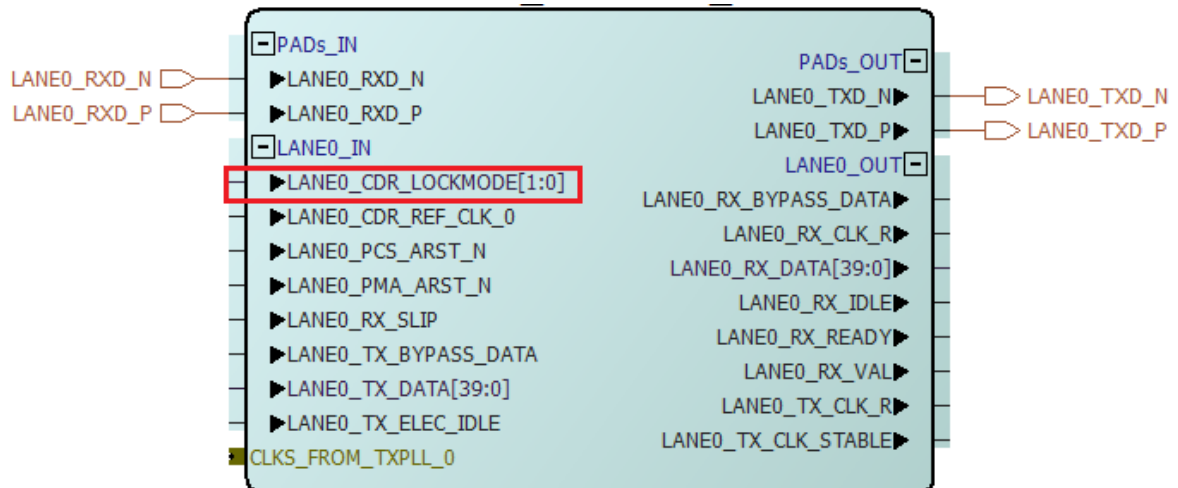 PADs_IN
LANE0_RXD_N
LANE0_RXD_N
LANE0_RXD_P
LANE0_RXD_P
LANE0_IN
LANE0_CDR_LOCKMODE[1:0]
LANE0_CDR_REF_CLK_0
LANE0_PCS_ARST_N
LANE0_PMA_ARST_N
LANE0_RX_SLIP
LANE0_TX_BYPASS_DATA
LANE0_TX_DATA[39:0]
LANE0_TX_ELEC_IDLE
CLKS_FROM_TXPLL_0
PADs_OUT
LANE0_TXD_N
LANE0_TXD_N
LANE0_TXD_P
LANE0_TXD_P
LANE0_OUT
LANE0_RX_BYPASS_DATA
LANE0_RX_CLK_R
LANE0_RX_DATA[39:0]
LANE0_RX_IDLE
LANE0_RX_READY
LANE0_RX_VAL
LANE0_TX_CLK_R
LANE0_TX_CLK_STABLE